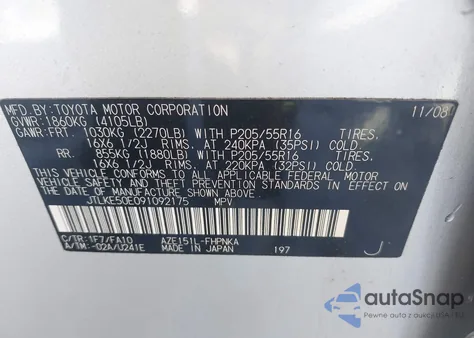 MFD. BY: TOYOTA MOTOR CORPORATION 11/08
GVWR: 1860KG (4105LB)
GAWR: FRT. 1030KG (2270LB) WITH P205/55R16 TIRES.
16X6 1/2J RIMS. AT 240KPA (35PSI) COLD.
RR. 855KG (1880LB) WITH P205/55R16 TIRES.
16X6 1/2J RIMS. AT 220KPA (32PSI) COLD.
THIS VEHICLE CONFORMS TO ALL APPLICABLE FEDERAL MOTOR
VEHICLE SAFETY AND THEFT PREVENTION STANDARDS IN EFFECT
ON THE DATE OF MANUFACTURE SHOWN ABOVE.
JTLKE50E091092175 MPV
C/TR: 1F7/FA10 AZE151L-FHPNKA
A/TM: -02A/U241E MADE IN JAPAN 197 J
autoSnap
Pewne auta z aukcji USA